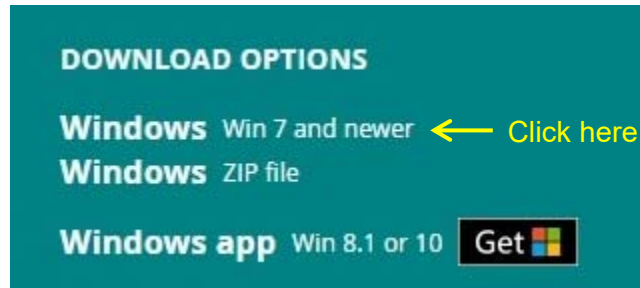 DOWNLOAD OPTIONS
Windows Win 7 and newer Click here
Windows ZIP file
Windows app Win 8.1 or 10 Get